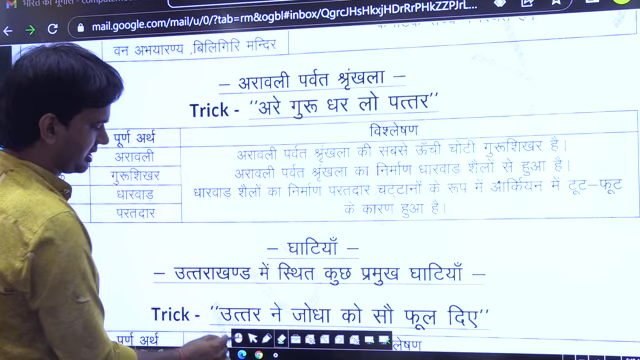 भारत का भूगोल
mail.google.com/mail/u/0/?tab=rm&ogbl#inbox/QgrcJHsHkxjHDrRrPHkZZPJrL...
वन अभयारण्य ,बिलिगिरि मन्दिर
– अरावली पर्वत श्रृंखला –
Trick - ''अरे गुरू धर लो पत्तर''
पूर्ण अर्थ विश्लेषण
अरावली अरावली पर्वत श्रृंखला की सबसे ऊँची चोटी गुरूशिखर है।
गुरूशिखर अरावली पर्वत श्रृंखला का निर्माण धारवाड शैलों से हुआ है।
धारवाड धारवाड शैलों का निर्माण परतदार चटटानों के रूप में आर्कियन में टूट–फूट
परतदार के कारण हुआ है।
– घाटियाँ –
– उत्तराखण्ड में स्थित कुछ प्रमुख घाटियाँ –
Trick - ''उत्तर ने जोधा को सौ फूल दिए''
पूर्ण अर्थ